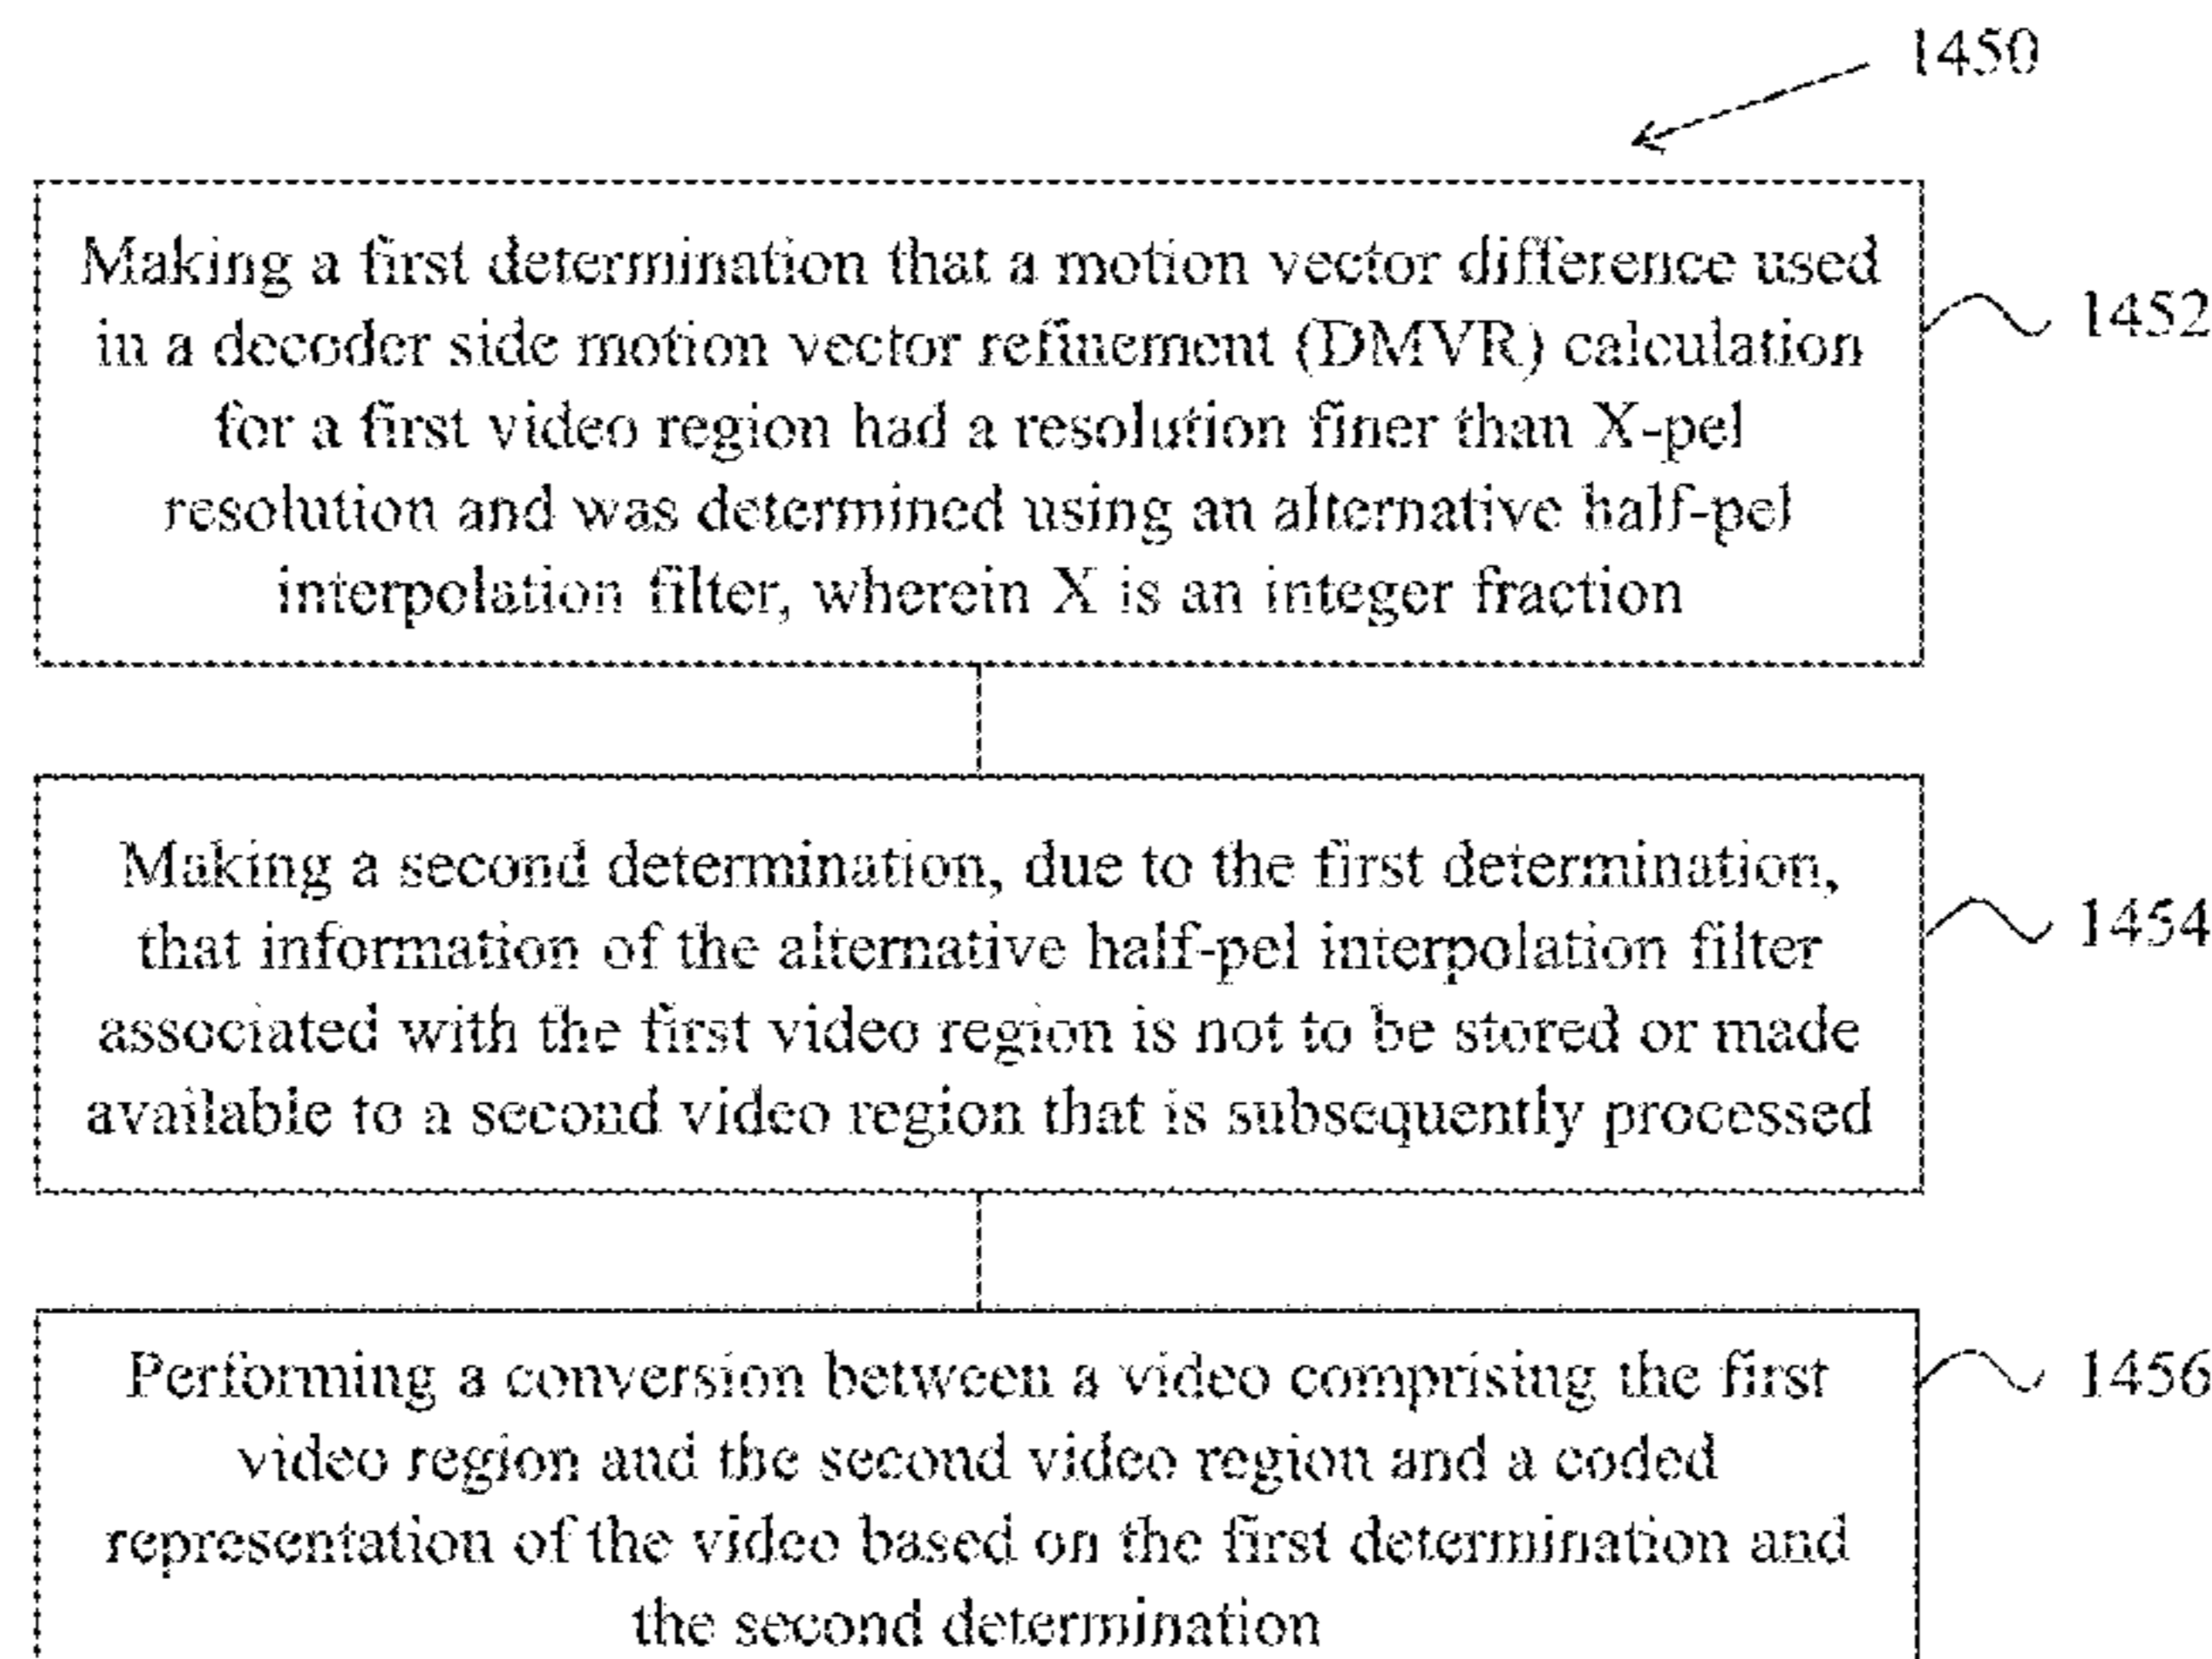 1450
Making a first determination that a motion vector difference used
in a decoder side motion vector refinement (DMVR) calculation
for a first video region had a resolution finer than X-pel
resolution and was determined using an alternative half-pel
interpolation filter, wherein X is an integer fraction
1452
Making a second determination, due to the first determination,
that information of the alternative half-pel interpolation filter
associated with the first video region is not to be stored or made
available to a second video region that is subsequently processed
1454
Performing a conversion between a video comprising the first
video region and the second video region and a coded
representation of the video based on the first determination and
the second determination
1456